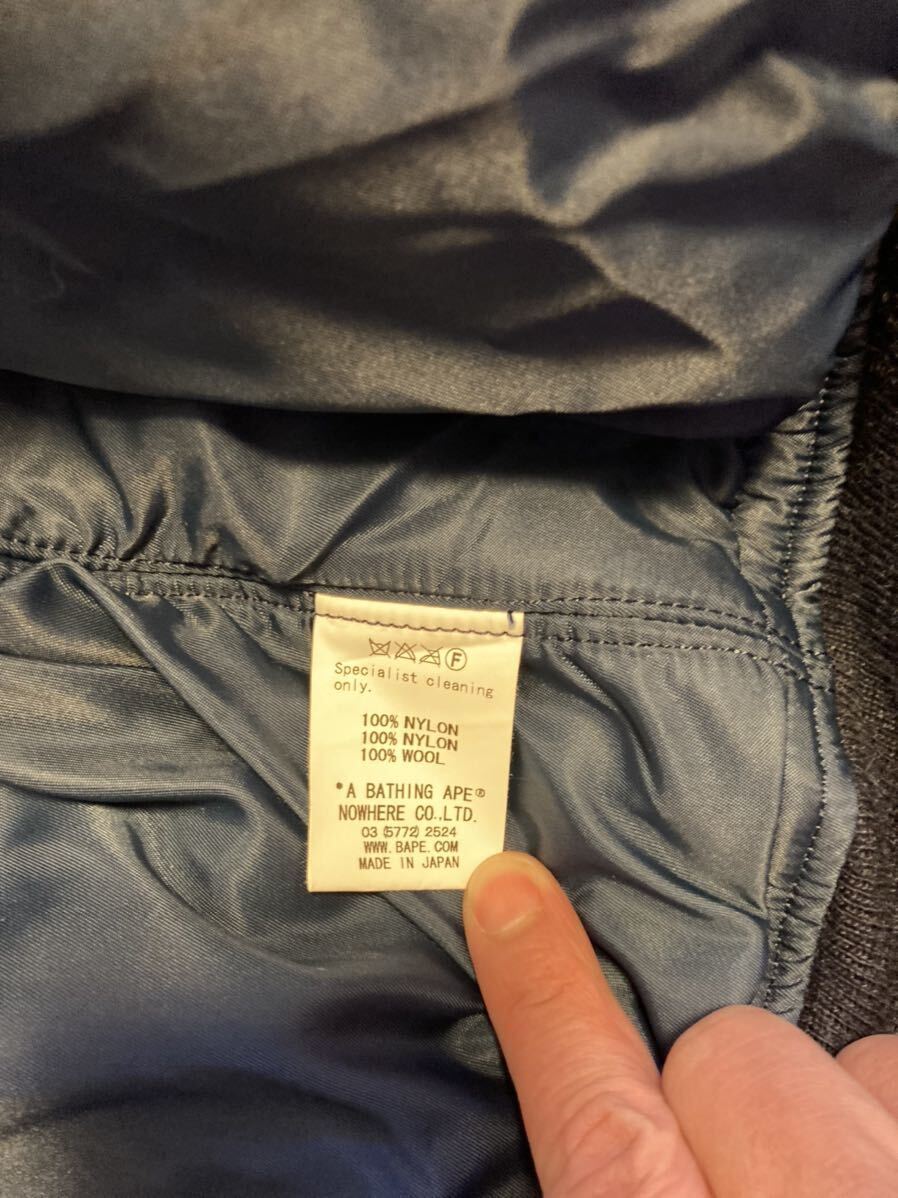 F
Specialist cleaning
only.
100% NYLON
100% NYLON
100% WOOL
*A BATHING APE®
NOWHERE CO.,LTD.
03 (5772) 2524
WWW. BAPE. COM
MADE IN JAPAN